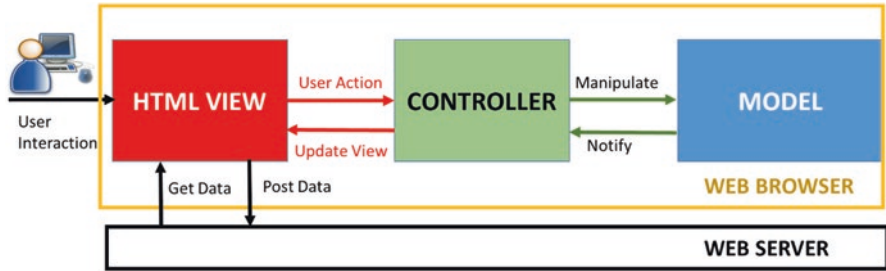 HTML VIEW
User Action
CONTROLLER
Manipulate
MODEL
User
Interaction
Update View
Notify
Get Data
Post Data
WEB BROWSER
WEB SERVER